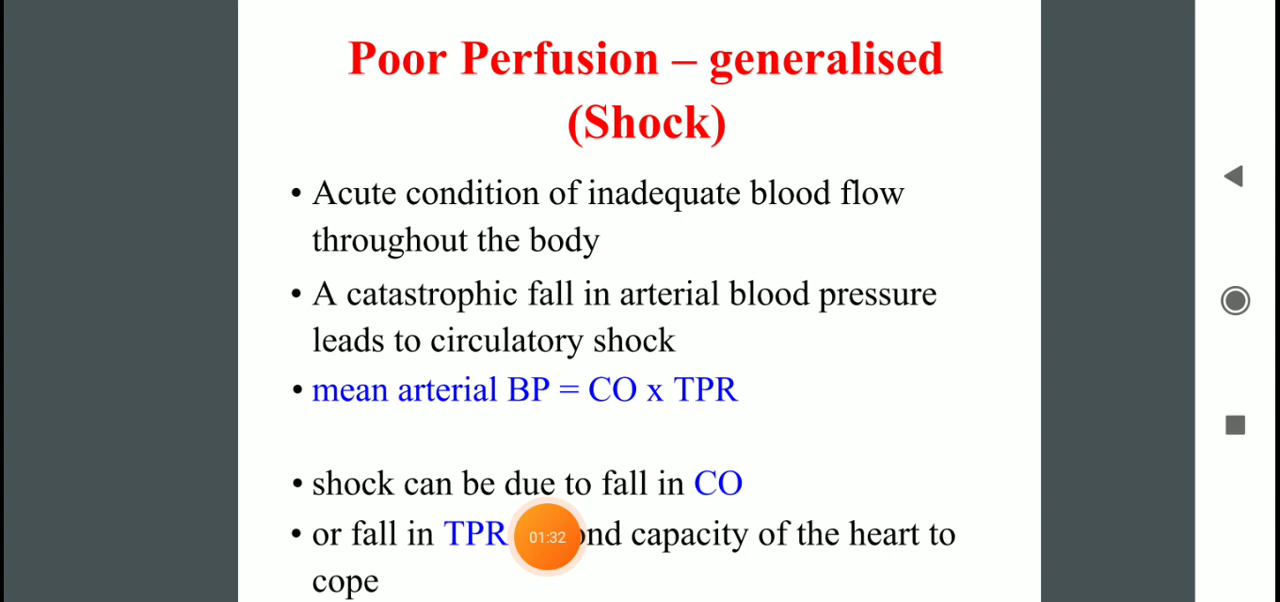 Poor Perfusion – generalised
(Shock)
• Acute condition of inadequate blood flow
throughout the body
• A catastrophic fall in arterial blood pressure
leads to circulatory shock
• mean arterial BP = CO x TPR
• shock can be due to fall in CO
• or fall in TPR 01:32 capacity of the heart to
cope